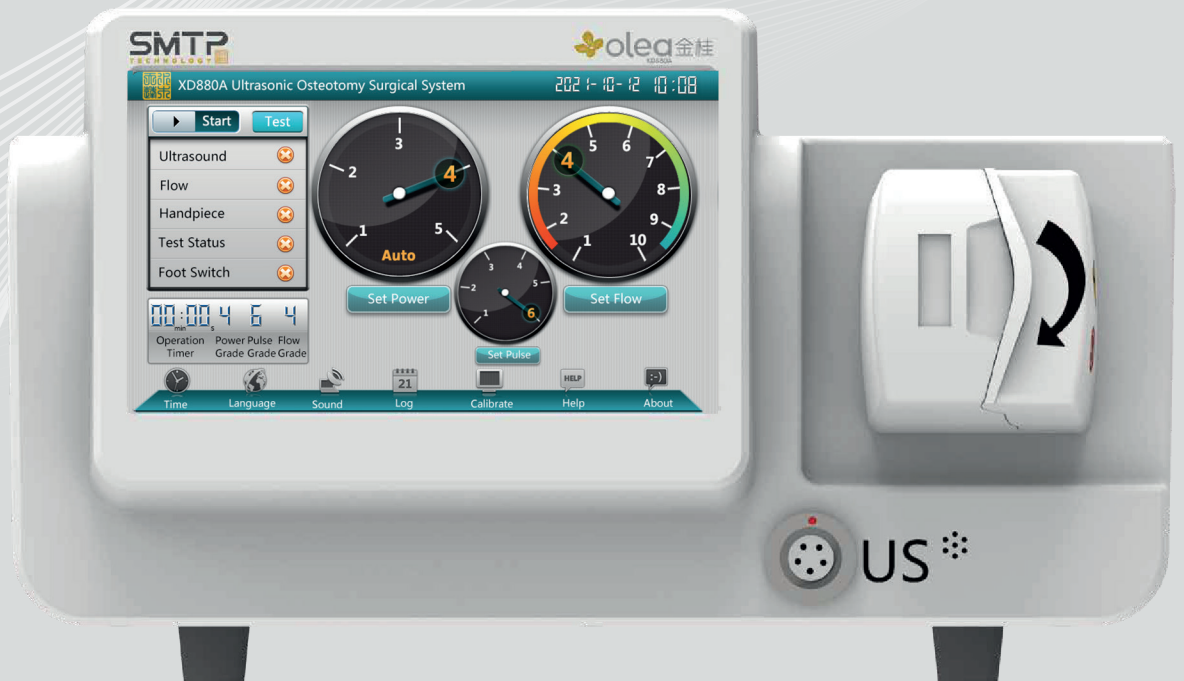 SMTP
TECHNOLOGY
olea金桂
XD880A
XD880A Ultrasonic Osteotomy Surgical System
2021-10-12 10:08
Start Test
Ultrasound
Flow
Handpiece
Test Status
Foot Switch
1 2 3 4 5
Auto
Set Power
1 2 3 4 5 6 7 8 9 10
Set Flow
1 2 3 4 5 6
Set Pulse
00:00 4 6 4
min s
Operation Timer
Power Grade
Pulse Grade
Flow Grade
21
HELP
:-)
Time Language Sound Log Calibrate Help About
US